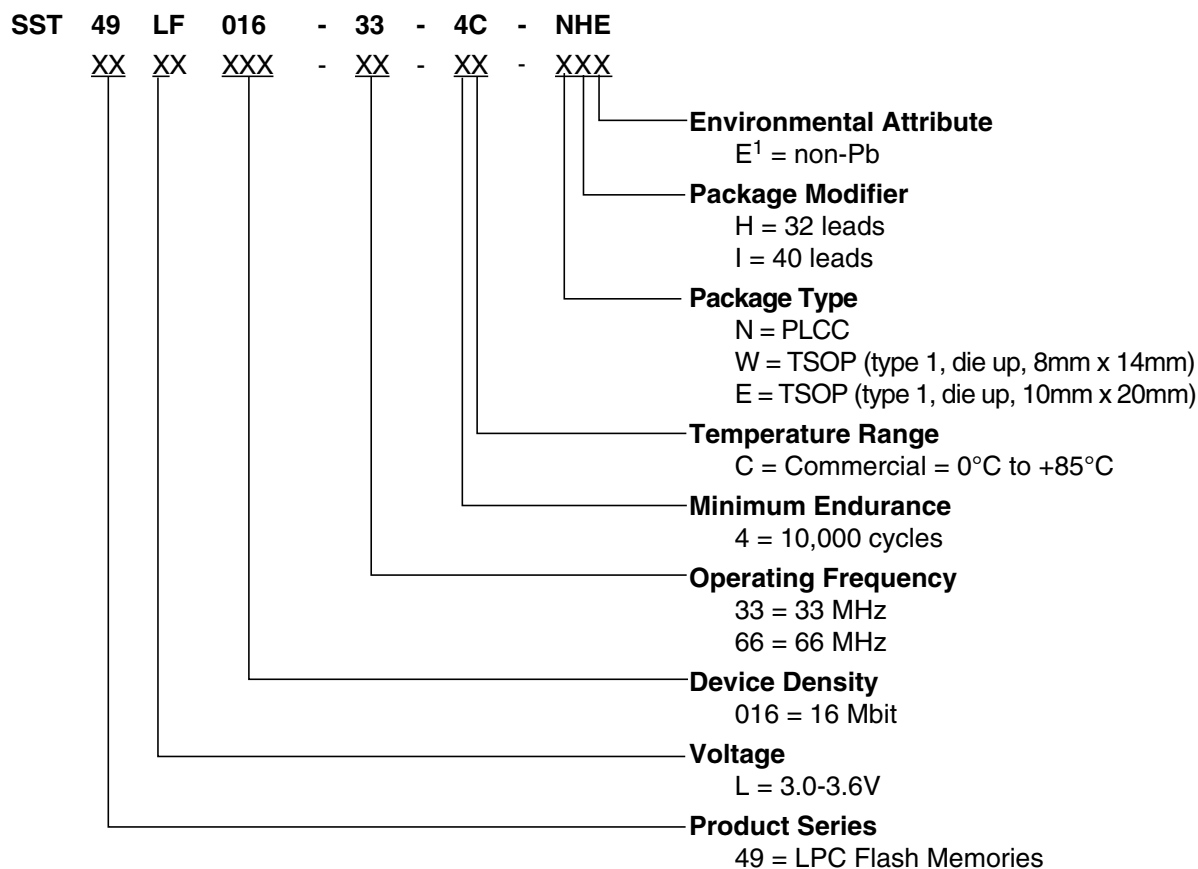 SST 49 LF 016 - 33 - 4C - NHE
XX XX XXX - XX - XX - XXX
Environmental Attribute
E1 = non-Pb
Package Modifier
H = 32 leads
I = 40 leads
Package Type
N = PLCC
W = TSOP (type 1, die up, 8mm x 14mm)
E = TSOP (type 1, die up, 10mm x 20mm)
Temperature Range
C = Commercial = 0°C to +85°C
Minimum Endurance
4 = 10,000 cycles
Operating Frequency
33 = 33 MHz
66 = 66 MHz
Device Density
016 = 16 Mbit
Voltage
L = 3.0-3.6V
Product Series
49 = LPC Flash Memories